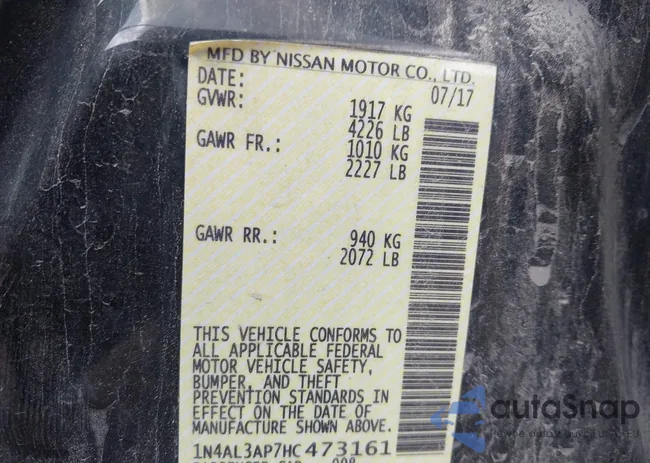 MFD BY NISSAN MOTOR CO., LTD.
DATE: 07/17
GVWR: 1917 KG
4226 LB
GAWR FR.: 1010 KG
2227 LB
GAWR RR.: 940 KG
2072 LB
THIS VEHICLE CONFORMS TO
ALL APPLICABLE FEDERAL
MOTOR VEHICLE SAFETY,
BUMPER, AND THEFT
PREVENTION STANDARDS IN
EFFECT ON THE DATE OF
MANUFACTURE SHOWN ABOVE.
1N4AL3AP7HC473161
PASSENGER CAR
autoSnap